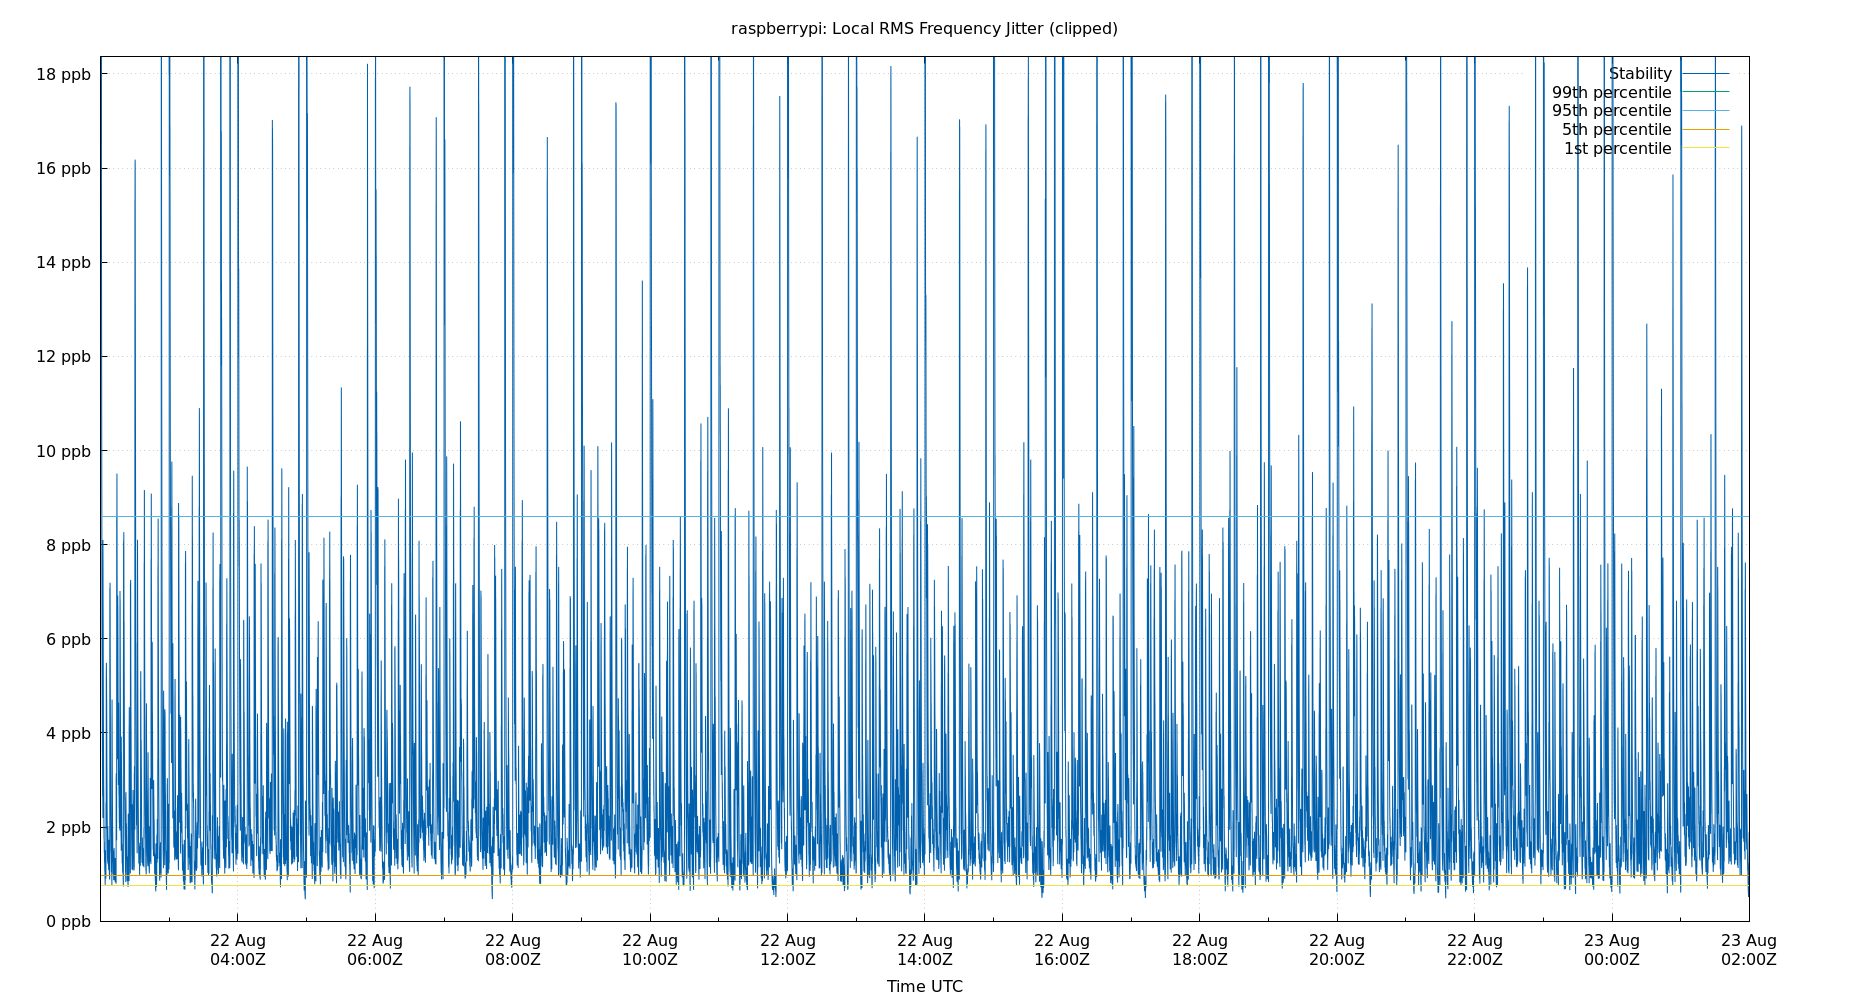 raspberrypi: Local RMS Frequency Jitter (clipped)
18 ppb
16 ppb
14 ppb
12 ppb
10 ppb
8 ppb
6 ppb
4 ppb
2 ppb
0 ppb
Stability
99th percentile
95th percentile
5th percentile
1st percentile
22 Aug 22 Aug 22 Aug 22 Aug 22 Aug 22 Aug 22 Aug 22 Aug 22 Aug 22 Aug 23 Aug 23 Aug
04:00Z 06:00Z 08:00Z 10:00Z 12:00Z 14:00Z 16:00Z 18:00Z 20:00Z 22:00Z 00:00Z 02:00Z
Time UTC